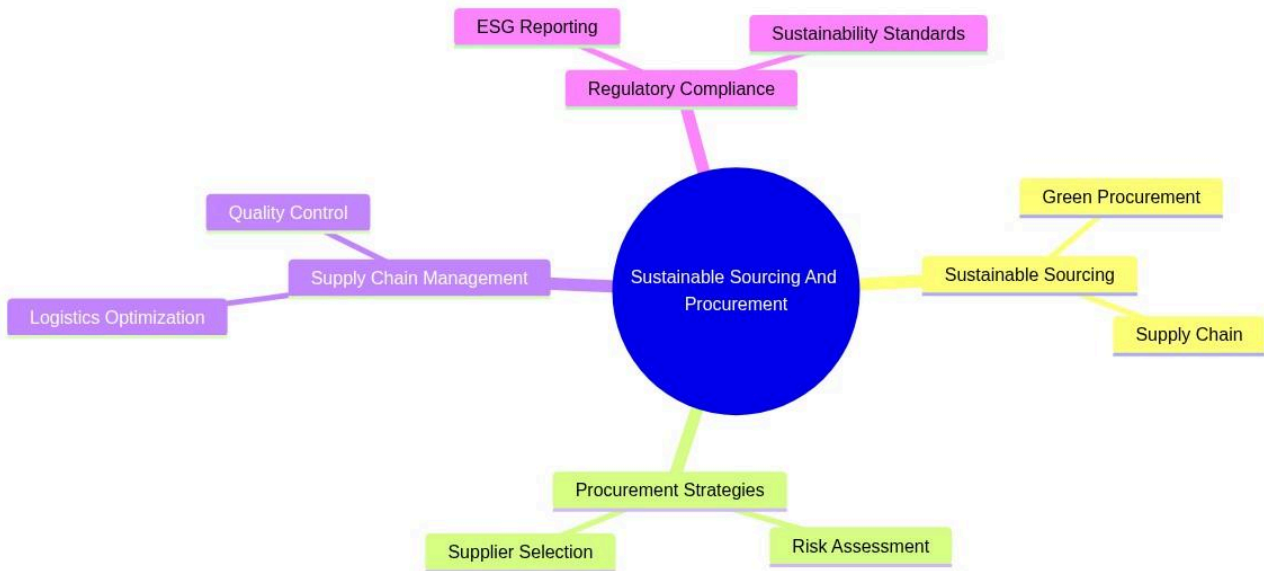 ESG Reporting
Sustainability Standards
Regulatory Compliance
Green Procurement
Quality Control
Sustainable Sourcing
Supply Chain Management
Sustainable Sourcing And
Procurement
Logistics Optimization
Supply Chain
Procurement Strategies
Supplier Selection
Risk Assessment